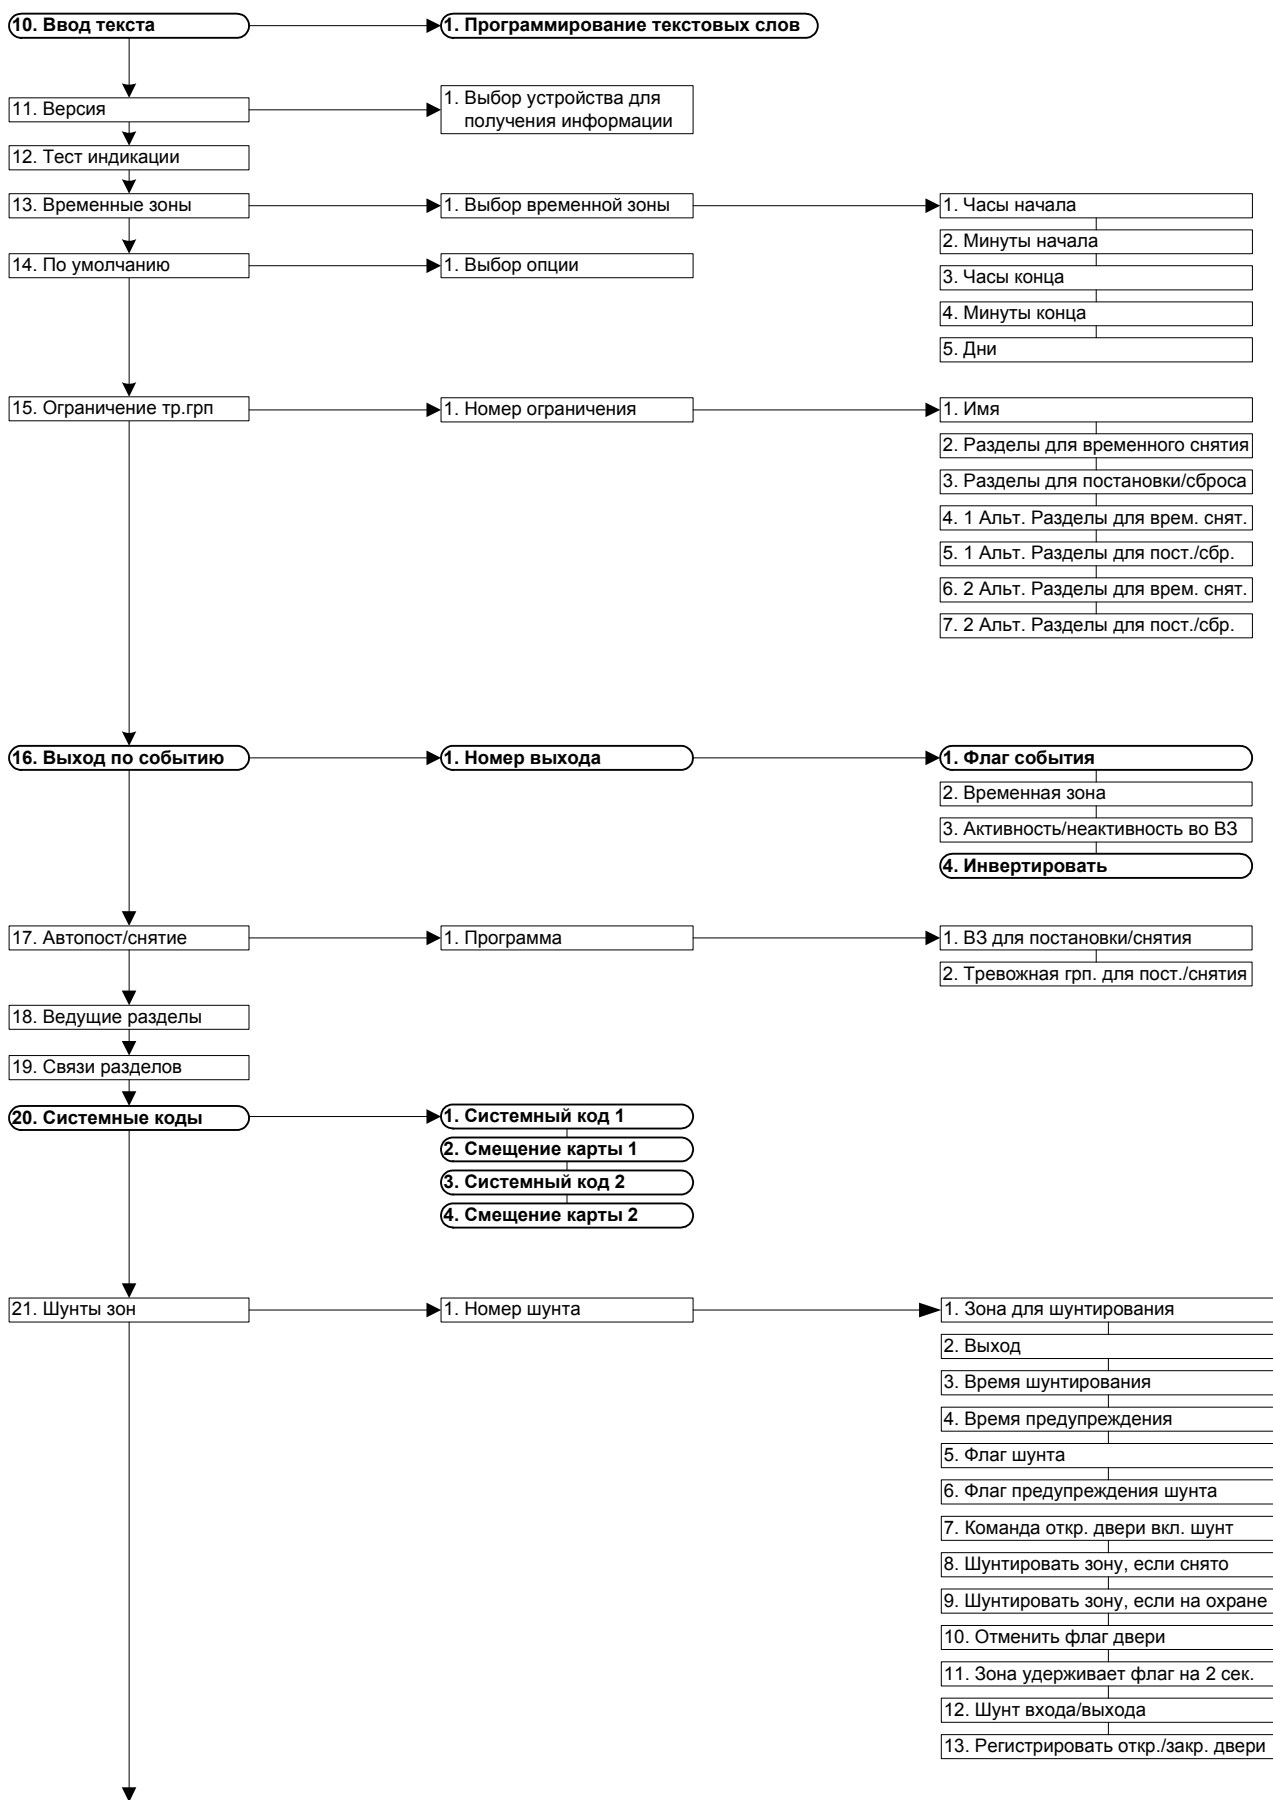 10. Ввод текста
1. Программирование текстовых слов
11. Версия
1. Выбор устройства для
получения информации
12. Тест индикации
13. Временные зоны
1. Выбор временной зоны
1. Часы начала
2. Минуты начала
3. Часы конца
4. Минуты конца
5. Дни
14. По умолчанию
1. Выбор опции
15. Ограничение тр.грп
1. Номер ограничения
1. Имя
2. Разделы для временного снятия
3. Разделы для постановки/сброса
4. 1 Альт. Разделы для врем. снят.
5. 1 Альт. Разделы для пост./сбр.
6. 2 Альт. Разделы для врем. снят.
7. 2 Альт. Разделы для пост./сбр.
16. Выход по событию
1. Номер выхода
1. Флаг события
2. Временная зона
3. Активность/неактивность во ВЗ
4. Инвертировать
17. Автопост/снятие
1. Программа
1. ВЗ для постановки/снятия
2. Тревожная грп. для пост./снятия
18. Ведущие разделы
19. Связи разделов
20. Системные коды
1. Системный код 1
2. Смещение карты 1
3. Системный код 2
4. Смещение карты 2
21. Шунты зон
1. Номер шунта
1. Зона для шунтирования
2. Выход
3. Время шунтирования
4. Время предупреждения
5. Флаг шунта
6. Флаг предупреждения шунта
7. Команда откр. двери вкл. шунт
8. Шунтировать зону, если снято
9. Шунтировать зону, если на охране
10. Отменить флаг двери
11. Зона удерживает флаг на 2 сек.
12. Шунт входа/выхода
13. Регистрировать откр./закр. двери